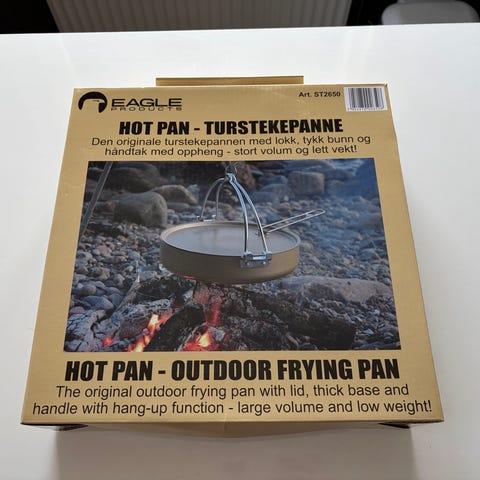 EAGLE
PRODUCTS
Art. ST2650
HOT PAN - TURSTEKEPANNE
Den originale turstekepannen med lokk, tykk bunn og
håndtak med oppheng - stort volum og lett vekt!
HOT PAN - OUTDOOR FRYING PAN
The original outdoor frying pan with lid, thick base and
handle with hang-up function - large volume and low weight!